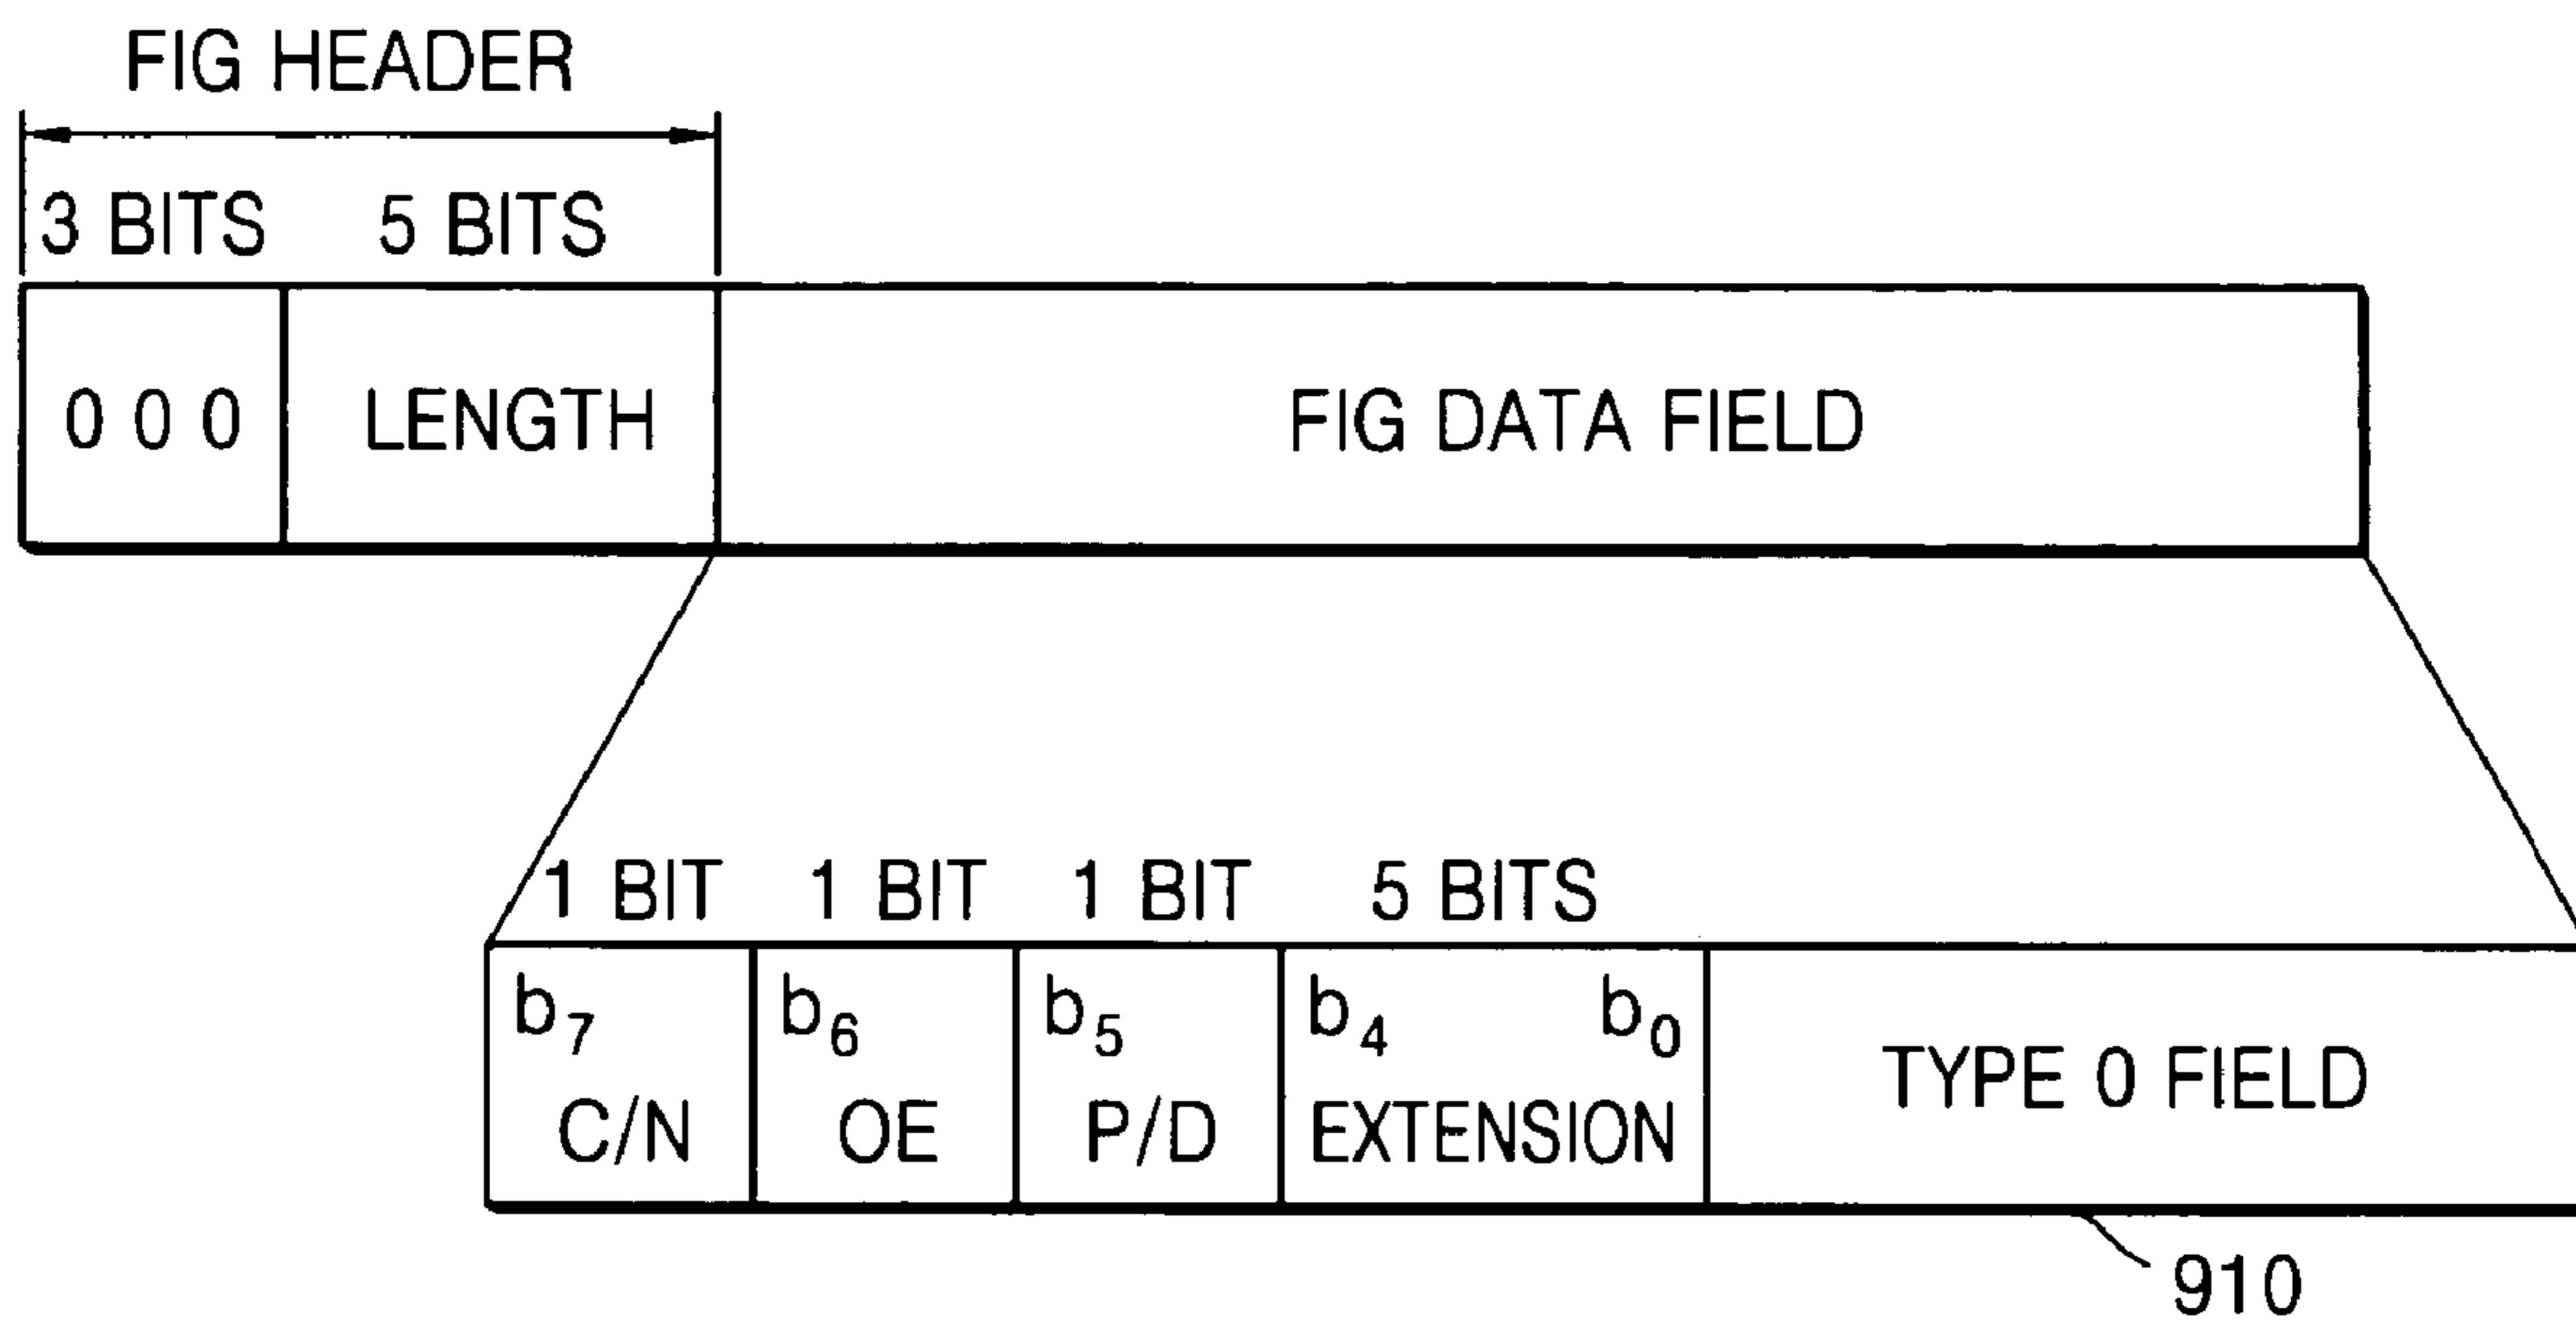 FIG HEADER
3 BITS 5 BITS
0 0 0 LENGTH FIG DATA FIELD
1 BIT 1 BIT 1 BIT 5 BITS
b7 b6 b5 b4 b0
C/N OE P/D EXTENSION TYPE 0 FIELD
910